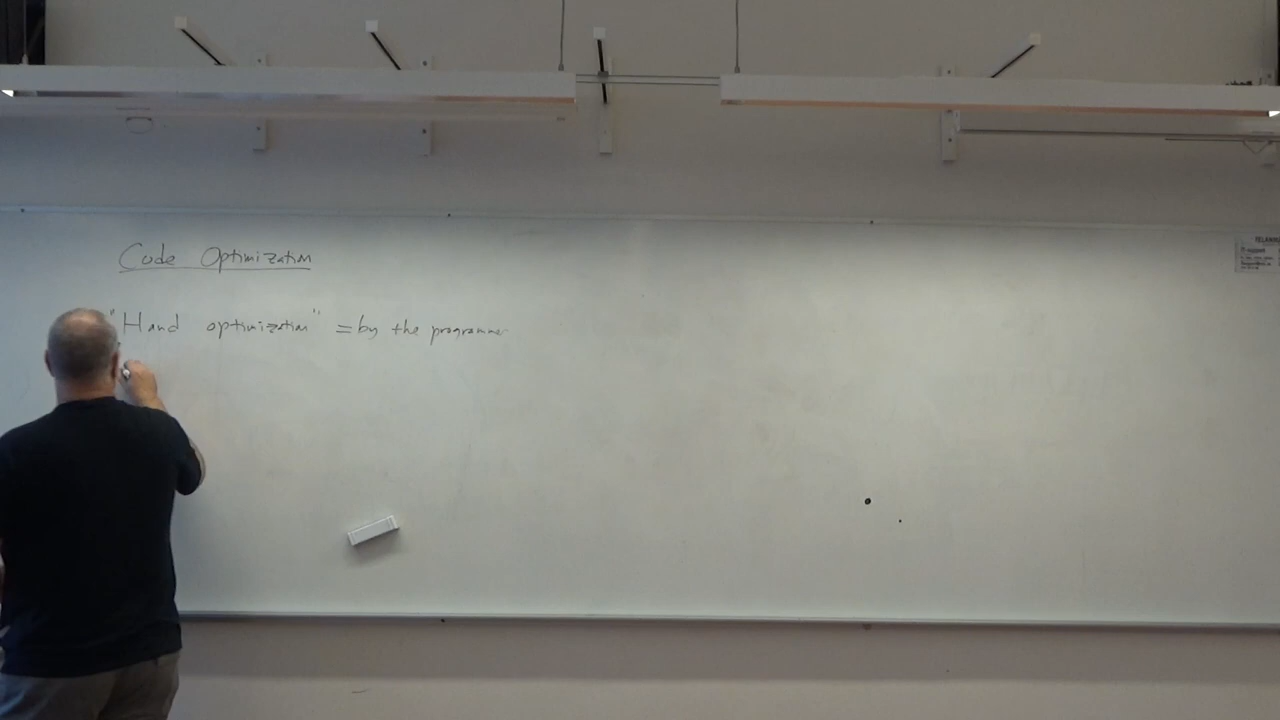 Code Optimization
"Hand optimization" = by the programmer